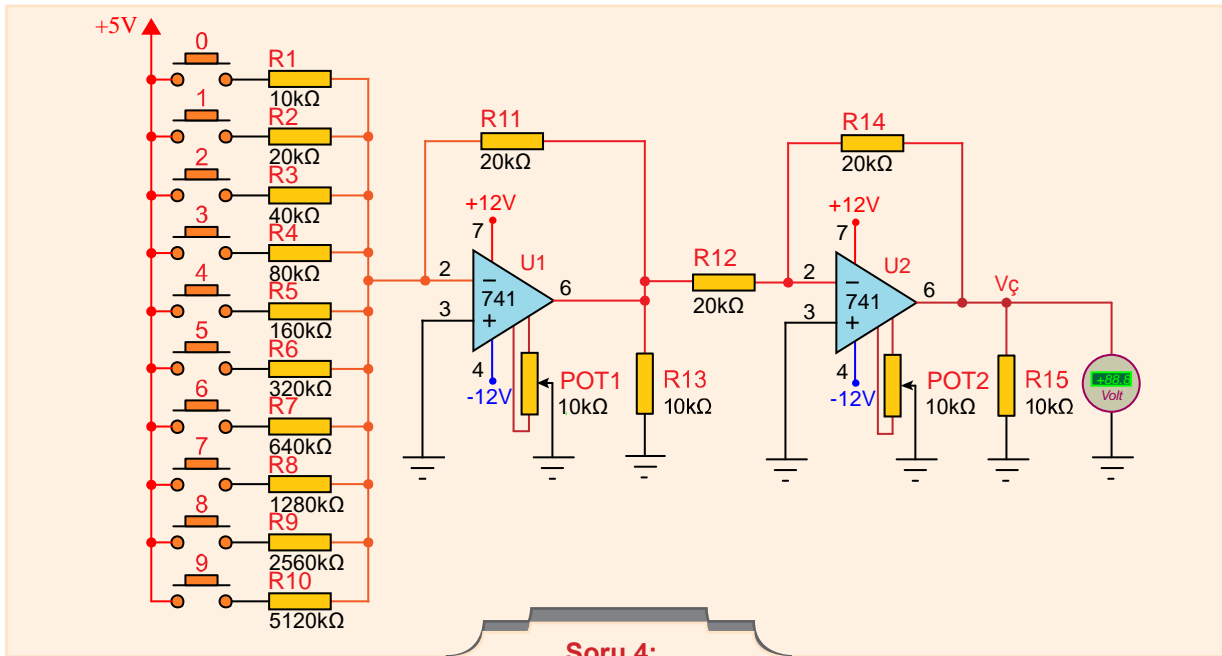 +5V
0
R1
10kΩ
1
R2
20kΩ
2
R3
40kΩ
3
R4
80kΩ
4
R5
160kΩ
5
R6
320kΩ
6
R7
640kΩ
7
R8
1280kΩ
8
R9
2560kΩ
9
R10
5120kΩ
R11
20kΩ
+12V
7
U1
2
741
6
3
4
-12V
POT1
10kΩ
R13
10kΩ
R12
20kΩ
R14
20kΩ
+12V
7
U2
2
741
6
3
4
-12V
POT2
10kΩ
Vç
R15
10kΩ
+88.8
Volt
Soru 4: